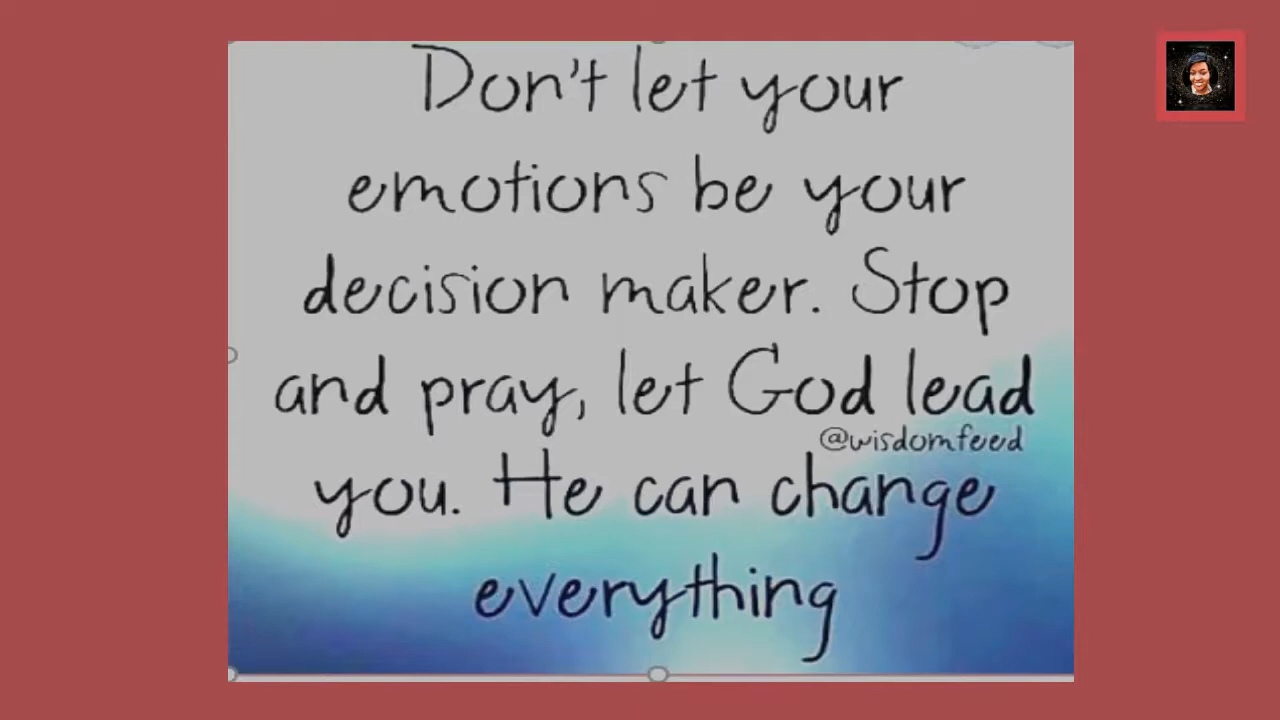 Don't let your
emotions be your
decision maker. Stop
and pray, let God lead
@wisdomfeed
you. He can change
everything